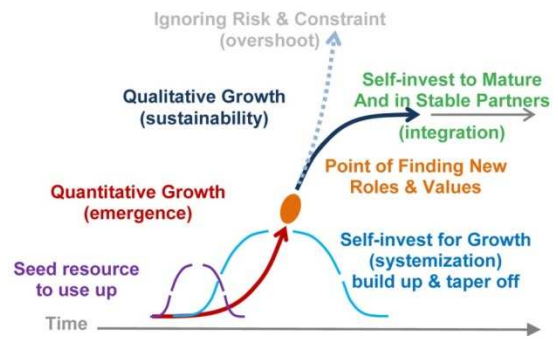 Ignoring Risk & Constraint
(overshoot)
Self-invest to Mature
And in Stable Partners
(integration)
Qualitative Growth
(sustainability)
Point of Finding New
Roles & Values
Quantitative Growth
(emergence)
Self-invest for Growth
(systemization)
build up & taper off
Seed resource
to use up
Time